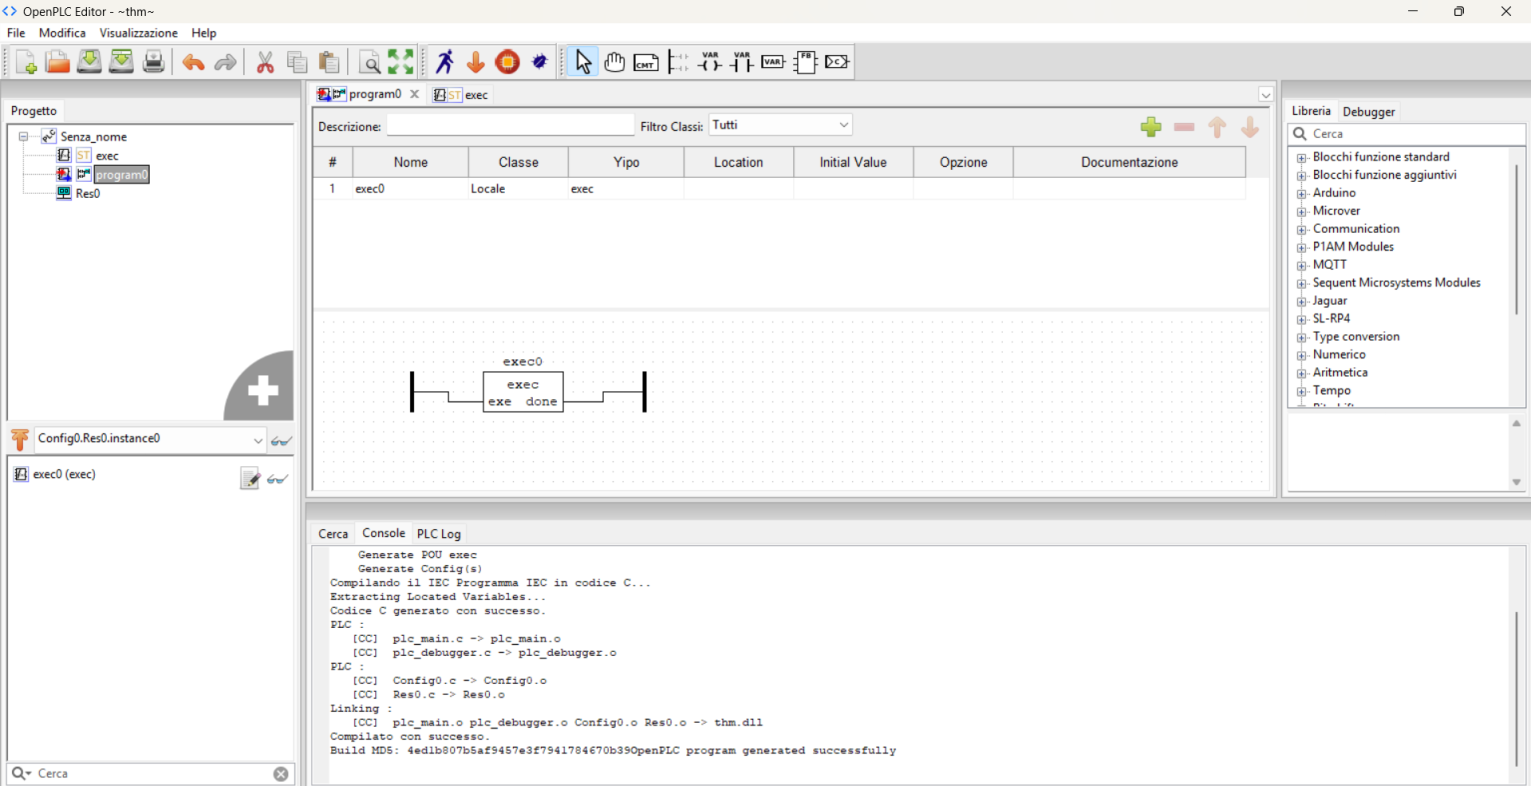 OpenPLC Editor - ~thm~
File Modifica Visualizzazione Help
CMT VAR VAR VAR FB C
Progetto
Senza_nome
ST exec
program0
Res0
Config0.Res0.instance0
exec0 (exec)
Cerca
program0 ST exec
Descrizione: Filtro Classi: Tutti
# Nome Classe Yipo Location Initial Value Opzione Documentazione
1 exec0 Locale exec
exec0
exec
exe done
Cerca Console PLC Log
Generate POU exec
Generate Config(s)
Compilando il IEC Programma IEC in codice C...
Extracting Located Variables...
Codice C generato con successo.
PLC :
[CC] plc_main.c -> plc_main.o
[CC] plc_debugger.c -> plc_debugger.o
PLC :
[CC] Config0.c -> Config0.o
[CC] Res0.c -> Res0.o
Linking :
[CC] plc_main.o plc_debugger.o Config0.o Res0.o -> thm.dll
Compilato con successo.
Build MD5: 4ed1b807b5af9457e3f7941784670b39OpenPLC program generated successfully
Libreria Debugger
Cerca
Blocchi funzione standard
Blocchi funzione aggiuntivi
Arduino
Microver
Communication
P1AM Modules
MQTT
Sequent Microsystems Modules
Jaguar
SL-RP4
Type conversion
Numerico
Aritmetica
Tempo